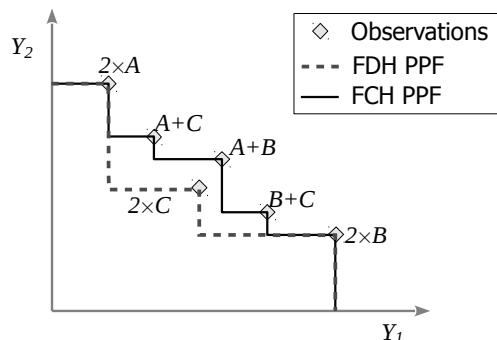 Y₂
2×A
Observations
FDH PPF
FCH PPF
A+C
A+B
2×C
B+C
2×B
Y₁